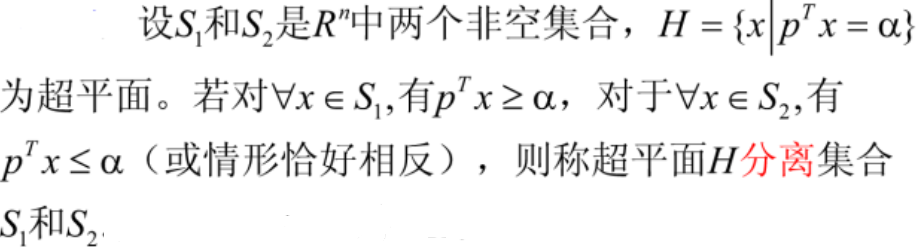 设S₁和S₂是Rⁿ中两个非空集合，H = {x|pᵀx = α}
为超平面。若对∀x ∈ S₁,有pᵀx ≥ α，对于∀x ∈ S₂,有
pᵀx ≤ α（或情形恰好相反），则称超平面H分离集合
S₁和S₂.